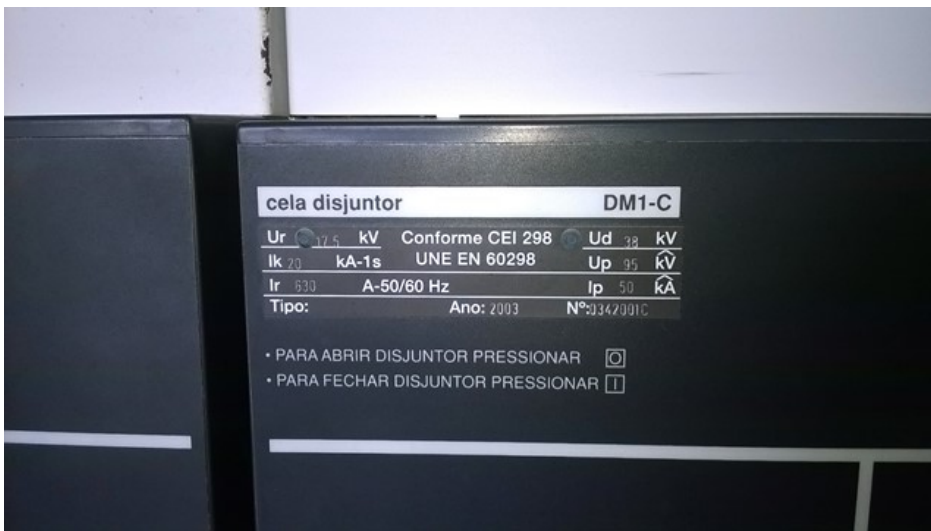 cela disjuntor DM1-C
Ur 17.5 kV Conforme CEI 298 Ud 38 kV
Ik 20 kA-1s UNE EN 60298 Up 95 kV
Ir 630 A-50/60 Hz Ip 50 kA
Tipo: Ano: 2003 Nº:0342001C
• PARA ABRIR DISJUNTOR PRESSIONAR O
• PARA FECHAR DISJUNTOR PRESSIONAR I